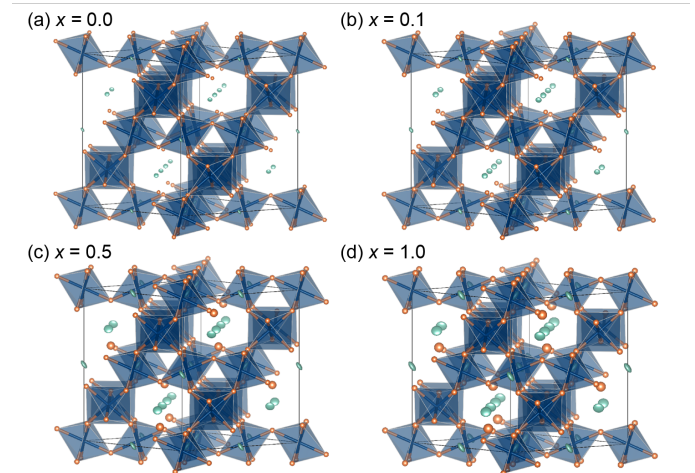 (a) x = 0.0
(b) x = 0.1
(c) x = 0.5
(d) x = 1.0